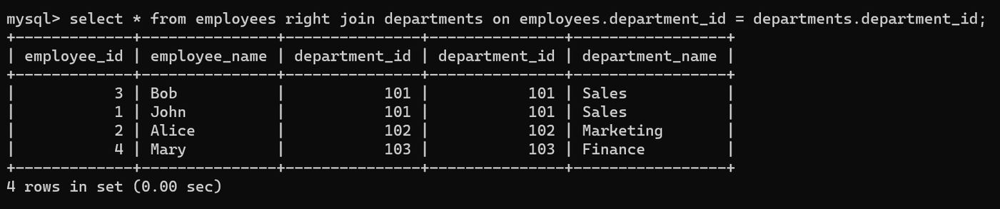 mysql> select * from employees right join departments on employees.department_id = departments.department_id;
+-------------+---------------+---------------+---------------+-----------------+
| employee_id | employee_name | department_id | department_id | department_name |
+-------------+---------------+---------------+---------------+-----------------+
|           3 | Bob           |           101 |           101 | Sales           |
|           1 | John          |           101 |           101 | Sales           |
|           2 | Alice         |           102 |           102 | Marketing       |
|           4 | Mary          |           103 |           103 | Finance         |
+-------------+---------------+---------------+---------------+-----------------+
4 rows in set (0.00 sec)